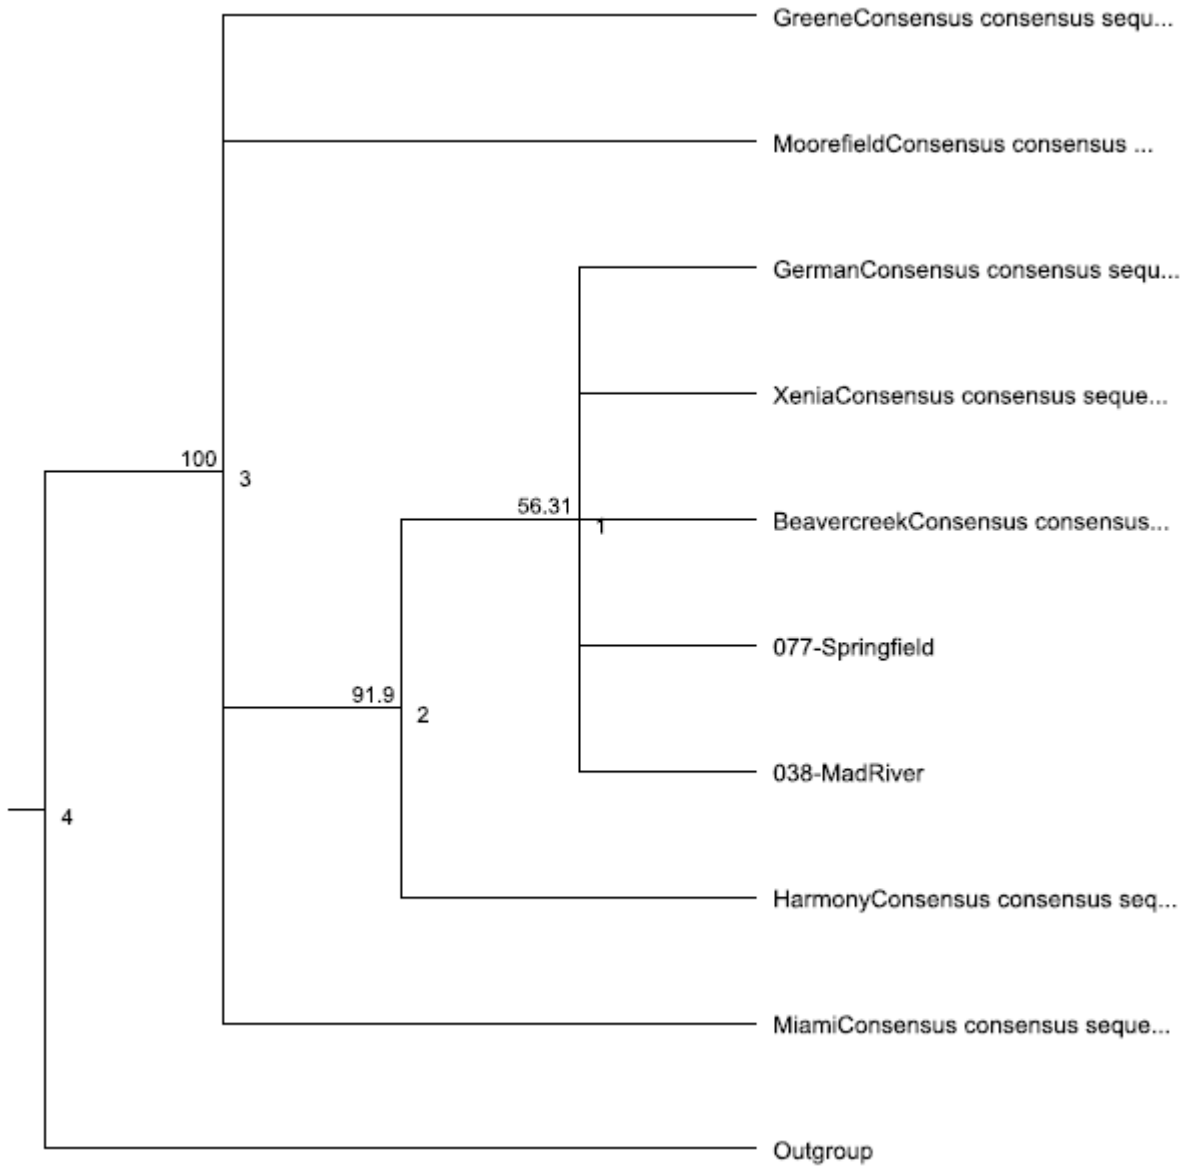 GreeneConsensus consensus sequ...
MoorefieldConsensus consensus ...
GermanConsensus consensus sequ...
XeniaConsensus consensus seque...
100
3
56.31
1
BeavercreekConsensus consensus...
077-Springfield
91.9
2
038-MadRiver
4
HarmonyConsensus consensus seq...
MiamiConsensus consensus seque...
Outgroup